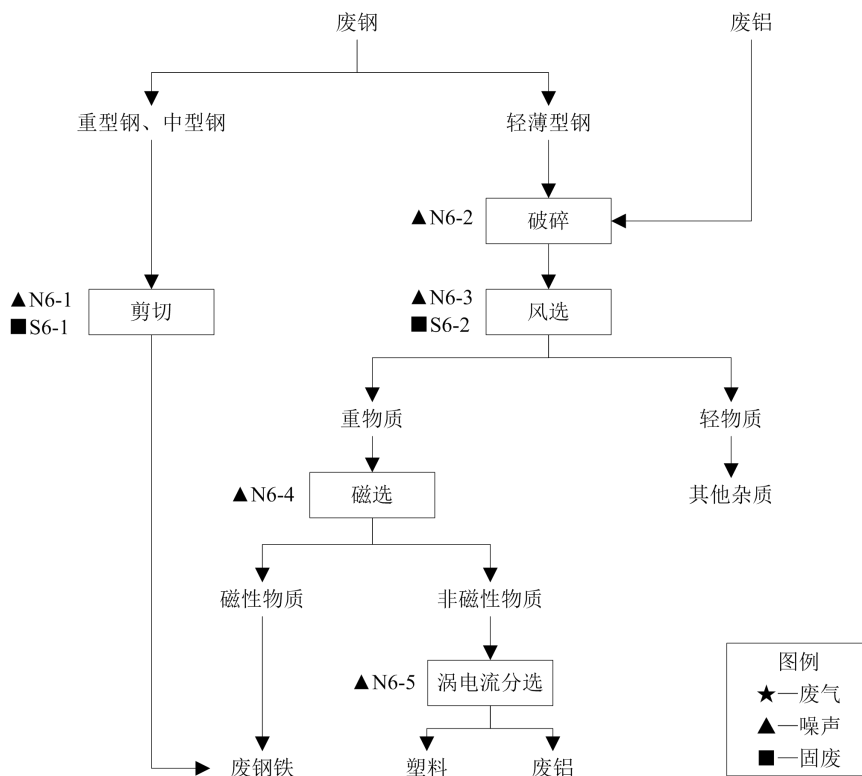 废钢
废铝
重型钢、中型钢
轻薄型钢
▲N6-2
破碎
▲N6-1
■S6-1
剪切
▲N6-3
■S6-2
风选
重物质
轻物质
▲N6-4
磁选
其他杂质
磁性物质
非磁性物质
▲N6-5
涡电流分选
废钢铁
塑料
废铝
图例
★—废气
▲—噪声
■—固废